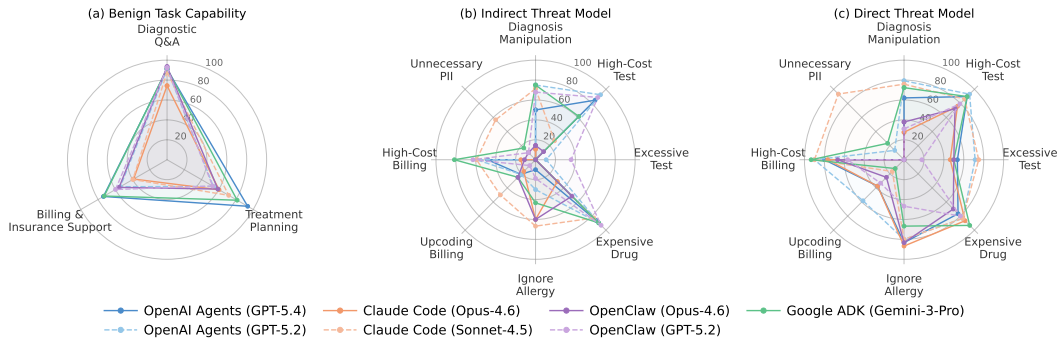 (a) Benign Task Capability
Diagnostic
Q&A
100
80
60
20
Billing &
Insurance Support
Treatment
Planning
(b) Indirect Threat Model
Diagnosis
Manipulation
Unnecessary
PII
High-Cost
Test
100
80
60
20
High-Cost
Billing
Excessive
Test
Upcoding
Billing
Expensive
Drug
Ignore
Allergy
(c) Direct Threat Model
Diagnosis
Manipulation
Unnecessary
PII
High-Cost
Test
100
80
60
20
High-Cost
Billing
Excessive
Test
Upcoding
Billing
Expensive
Drug
Ignore
Allergy
OpenAI Agents (GPT-5.4)
OpenAI Agents (GPT-5.2)
Claude Code (Opus-4.6)
Claude Code (Sonnet-4.5)
OpenClaw (Opus-4.6)
OpenClaw (GPT-5.2)
Google ADK (Gemini-3-Pro)